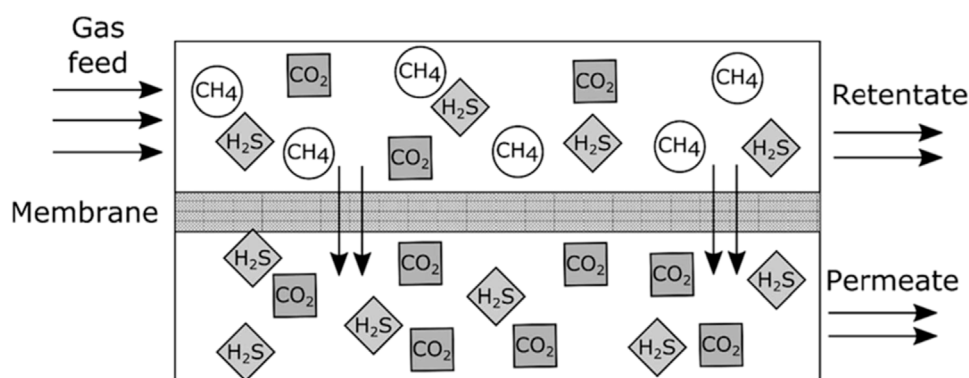 Gas
feed
CH4
CO₂
CH4
CO₂
CH4
Retentate
H₂S
H₂S
CH4
CO₂
CH4
H₂S
CH4
H₂S
Membrane
H₂S
CO₂
CO₂
CO₂
CO₂
H₂S
Permeate
H₂S
H₂S
H₂S
CO₂
CO₂
H₂S
CO₂